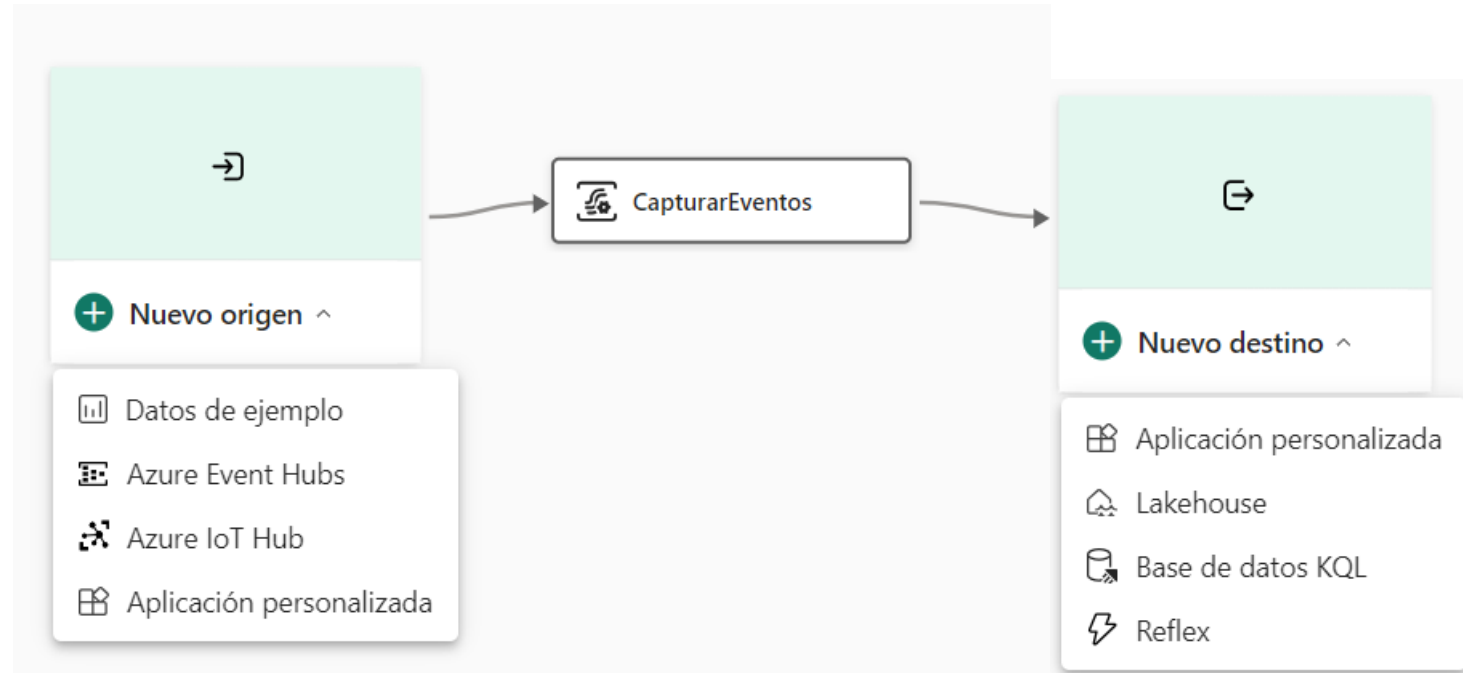 Nuevo origen
Datos de ejemplo
Azure Event Hubs
Azure IoT Hub
Aplicación personalizada
CapturarEventos
Nuevo destino
Aplicación personalizada
Lakehouse
Base de datos KQL
Reflex